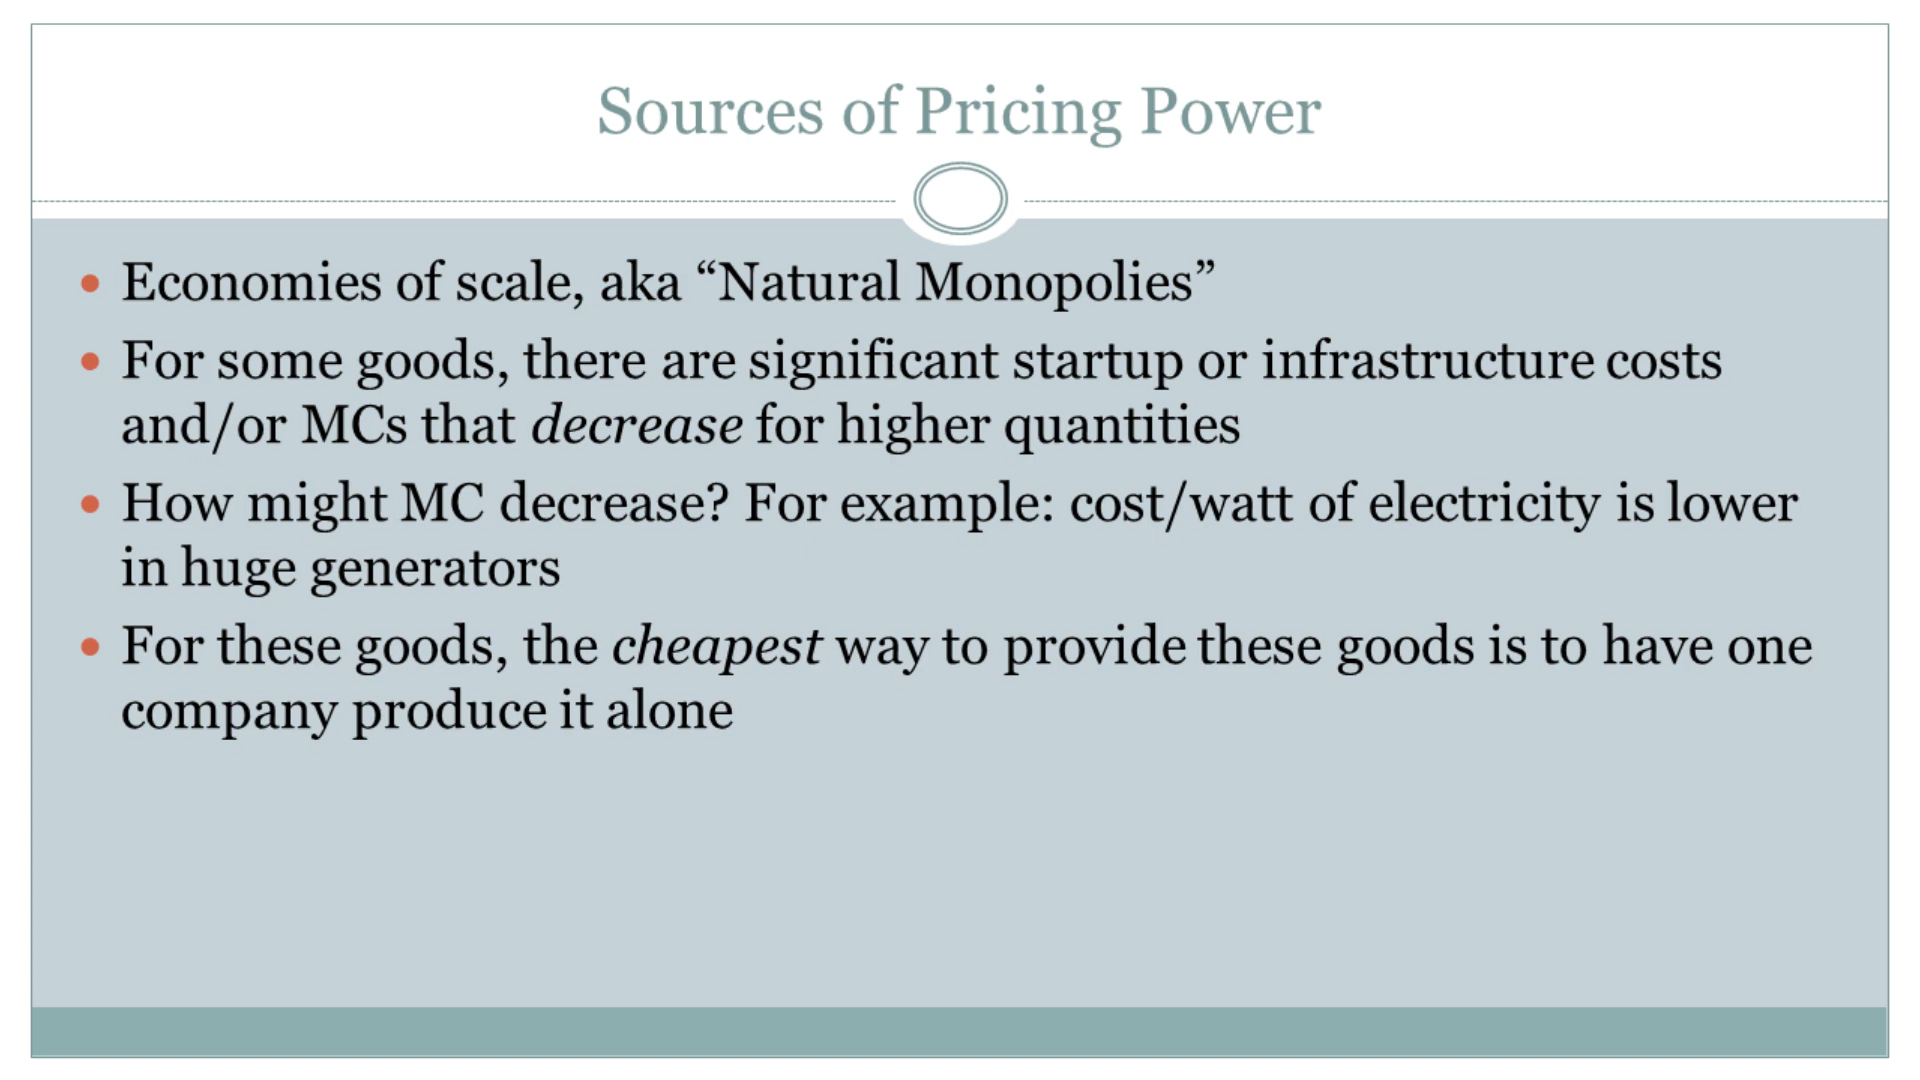 Sources of Pricing Power
• Economies of scale, aka “Natural Monopolies”
• For some goods, there are significant startup or infrastructure costs
and/or MCs that decrease for higher quantities
• How might MC decrease? For example: cost/watt of electricity is lower
in huge generators
• For these goods, the cheapest way to provide these goods is to have one
company produce it alone